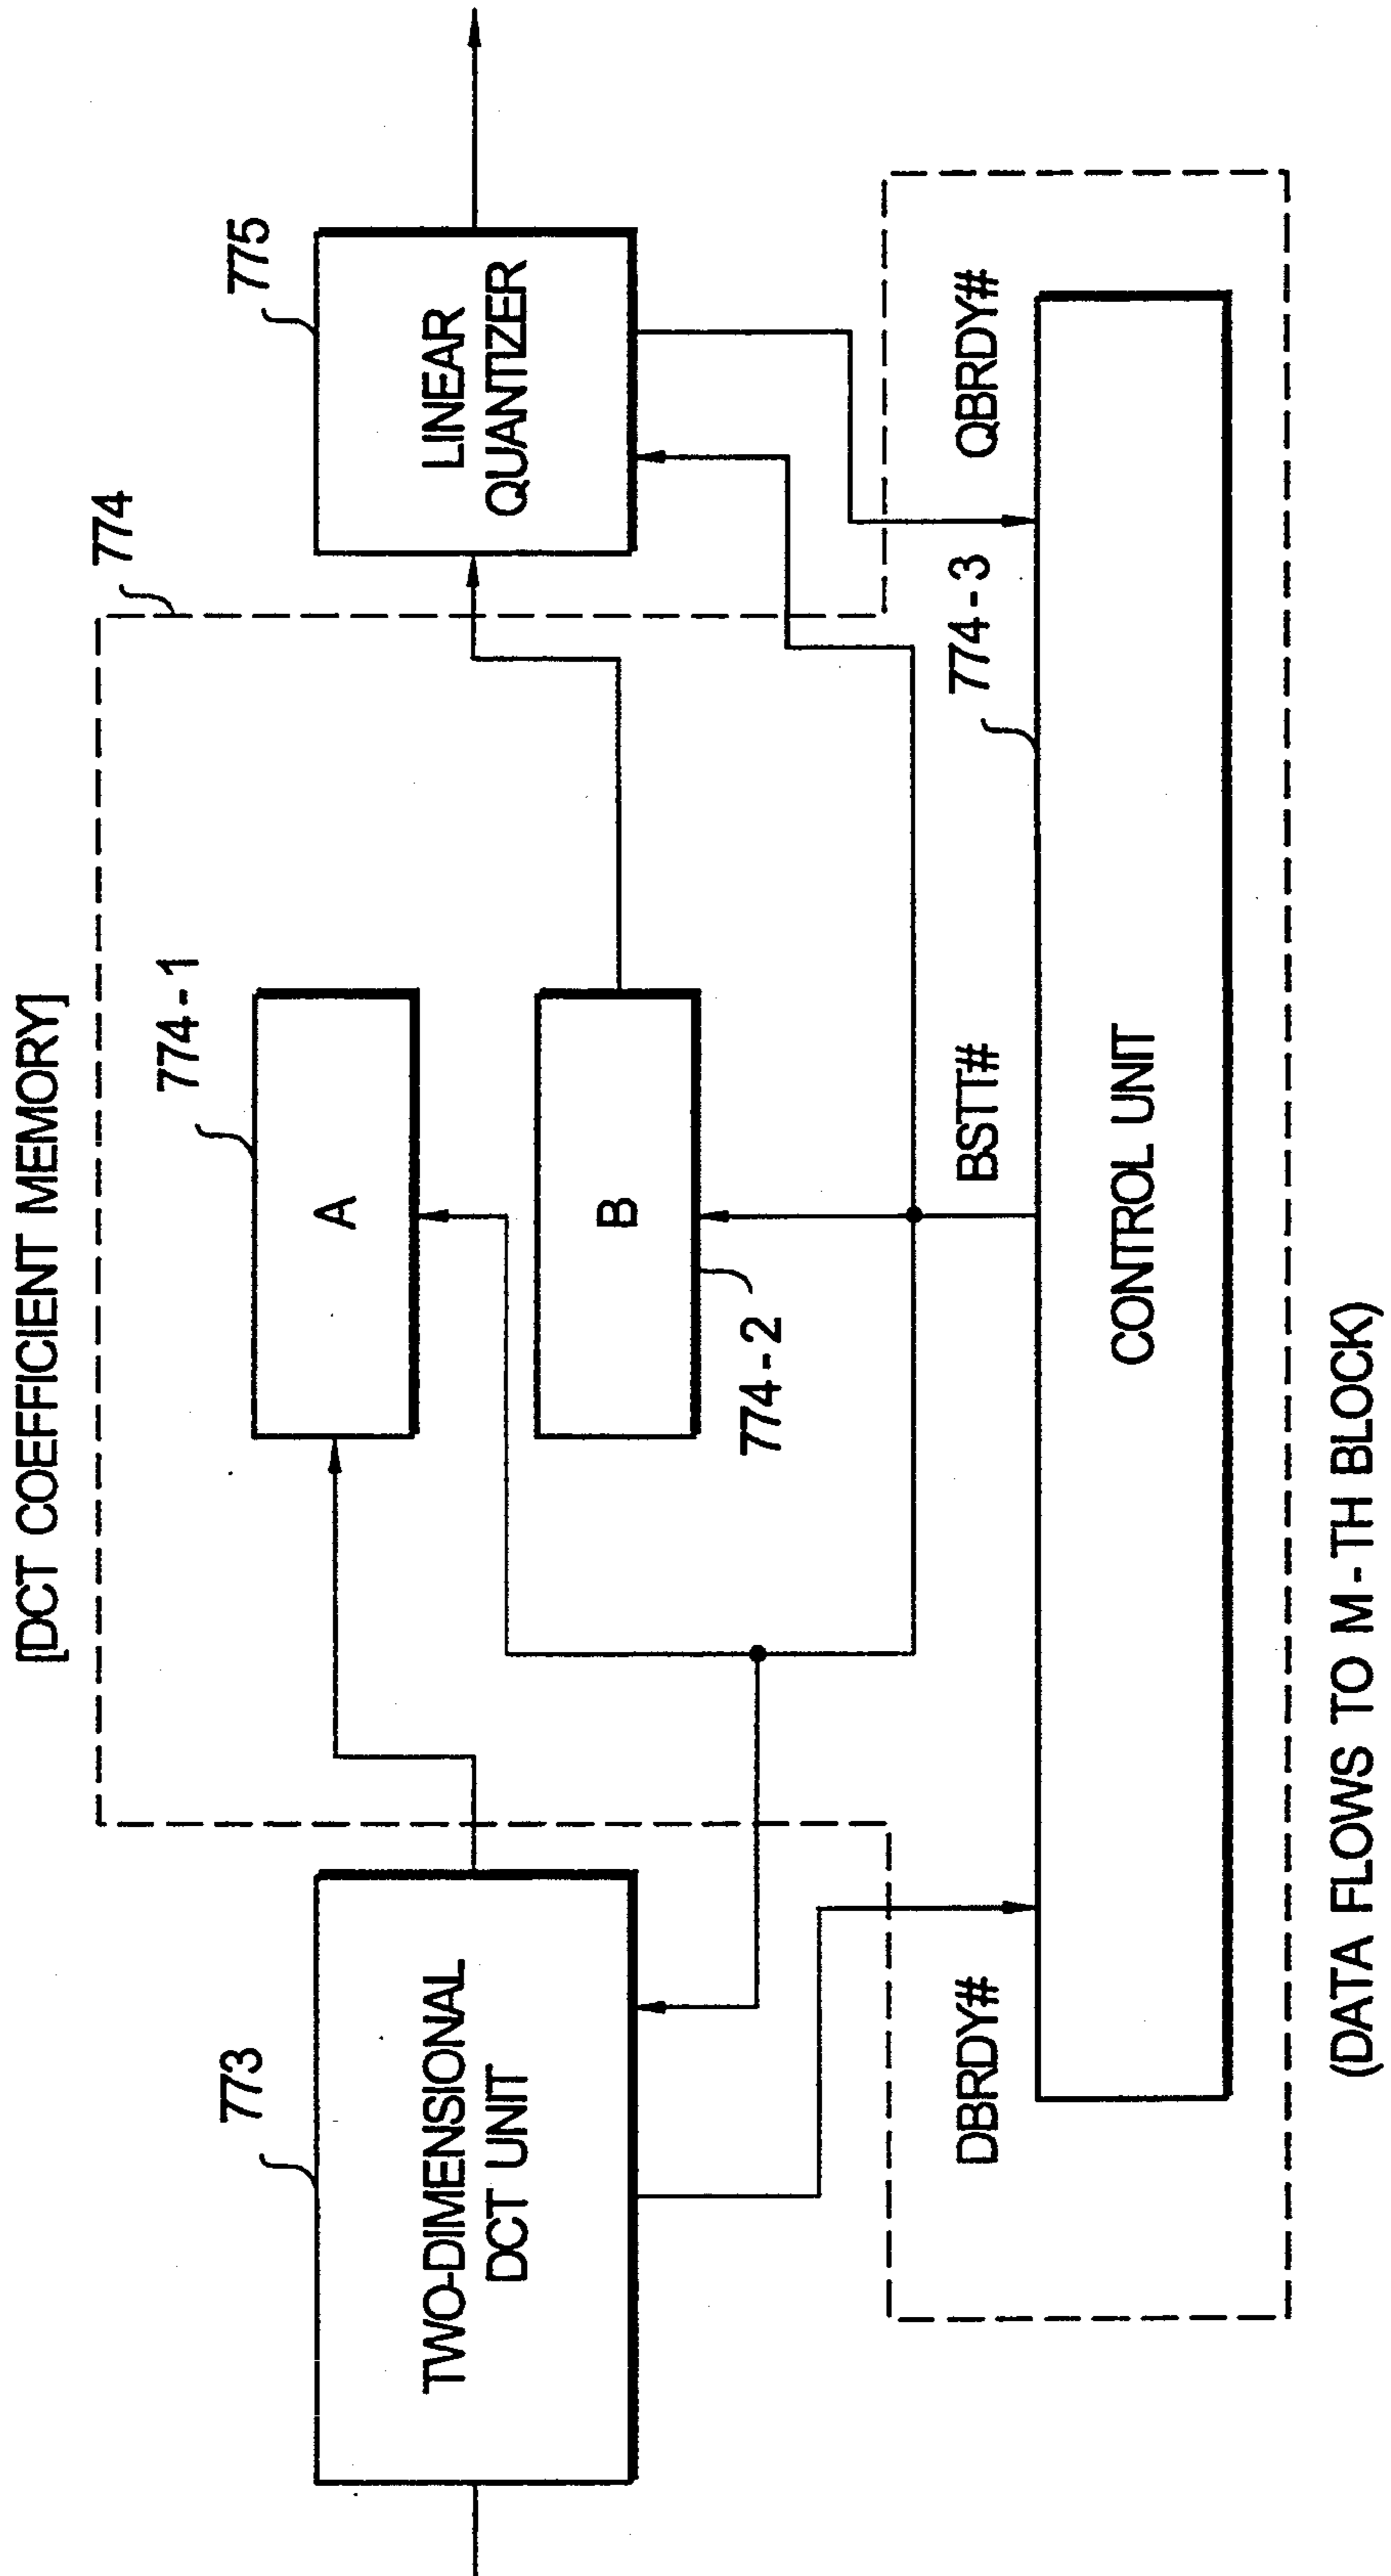 [DCT COEFFICIENT MEMORY]
774
773
TWO-DIMENSIONAL
DCT UNIT
774-1
A
B
774-2
775
LINEAR
QUANTIZER
DBRDY#
BSTT#
774-3
QBRDY#
CONTROL UNIT
(DATA FLOWS TO M-TH BLOCK)